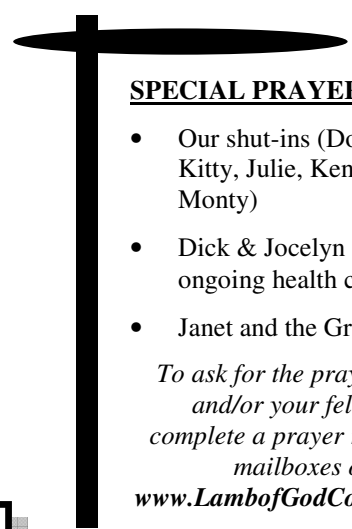 SPECIAL PRAYER
• Our shut-ins (Do
Kitty, Julie, Ken
Monty)
• Dick & Jocelyn
ongoing health c
• Janet and the Gr
To ask for the pray
and/or your fel
complete a prayer
mailboxes o
www.LambofGodCo